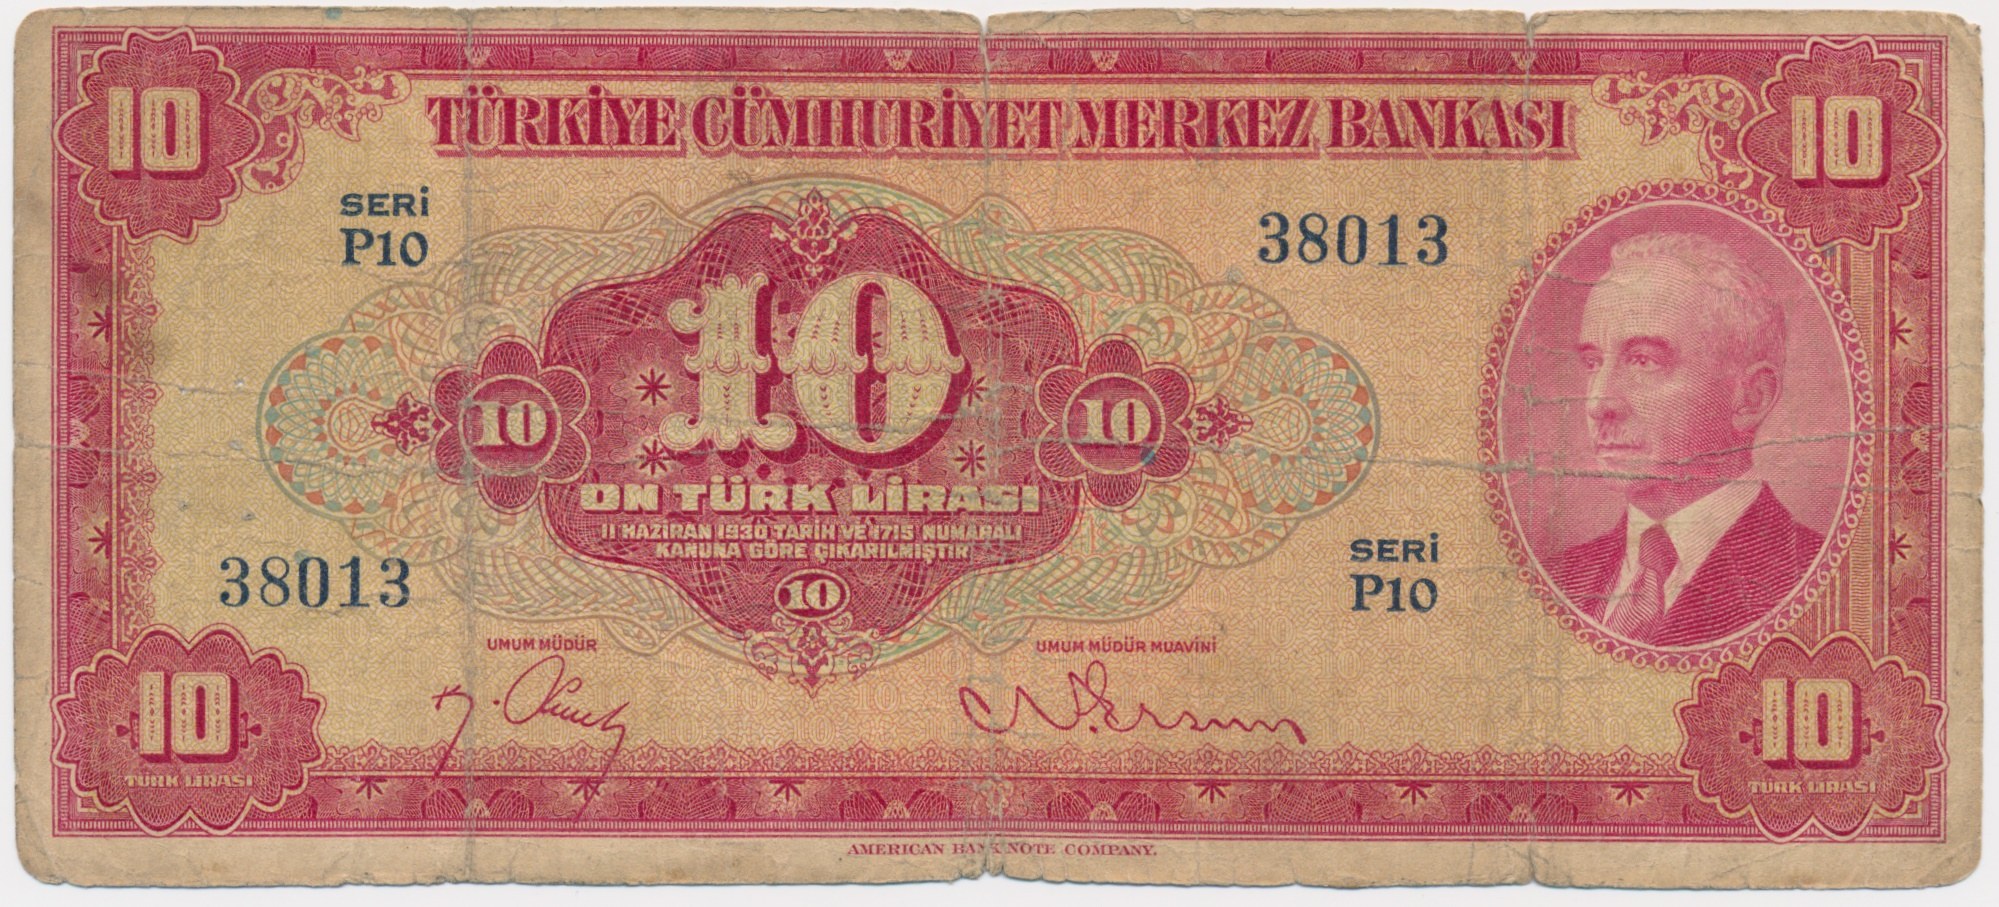 10
TÜRKİYE CÜMHURİYET MERKEZ BANKASI
10
SERİ
P10
38013
10
10
10
ON TÜRK LİRASI
11 HAZİRAN 1930 TARİH VE 1715 NUMARALI
KANUNA GÖRE ÇIKARILMIŞTIR
10
38013
SERİ
P10
UMUM MÜDÜR
UMUM MÜDÜR MUAVİNİ
10
TÜRK LİRASI
10
TÜRK LİRASI
AMERICAN BANK NOTE COMPANY.